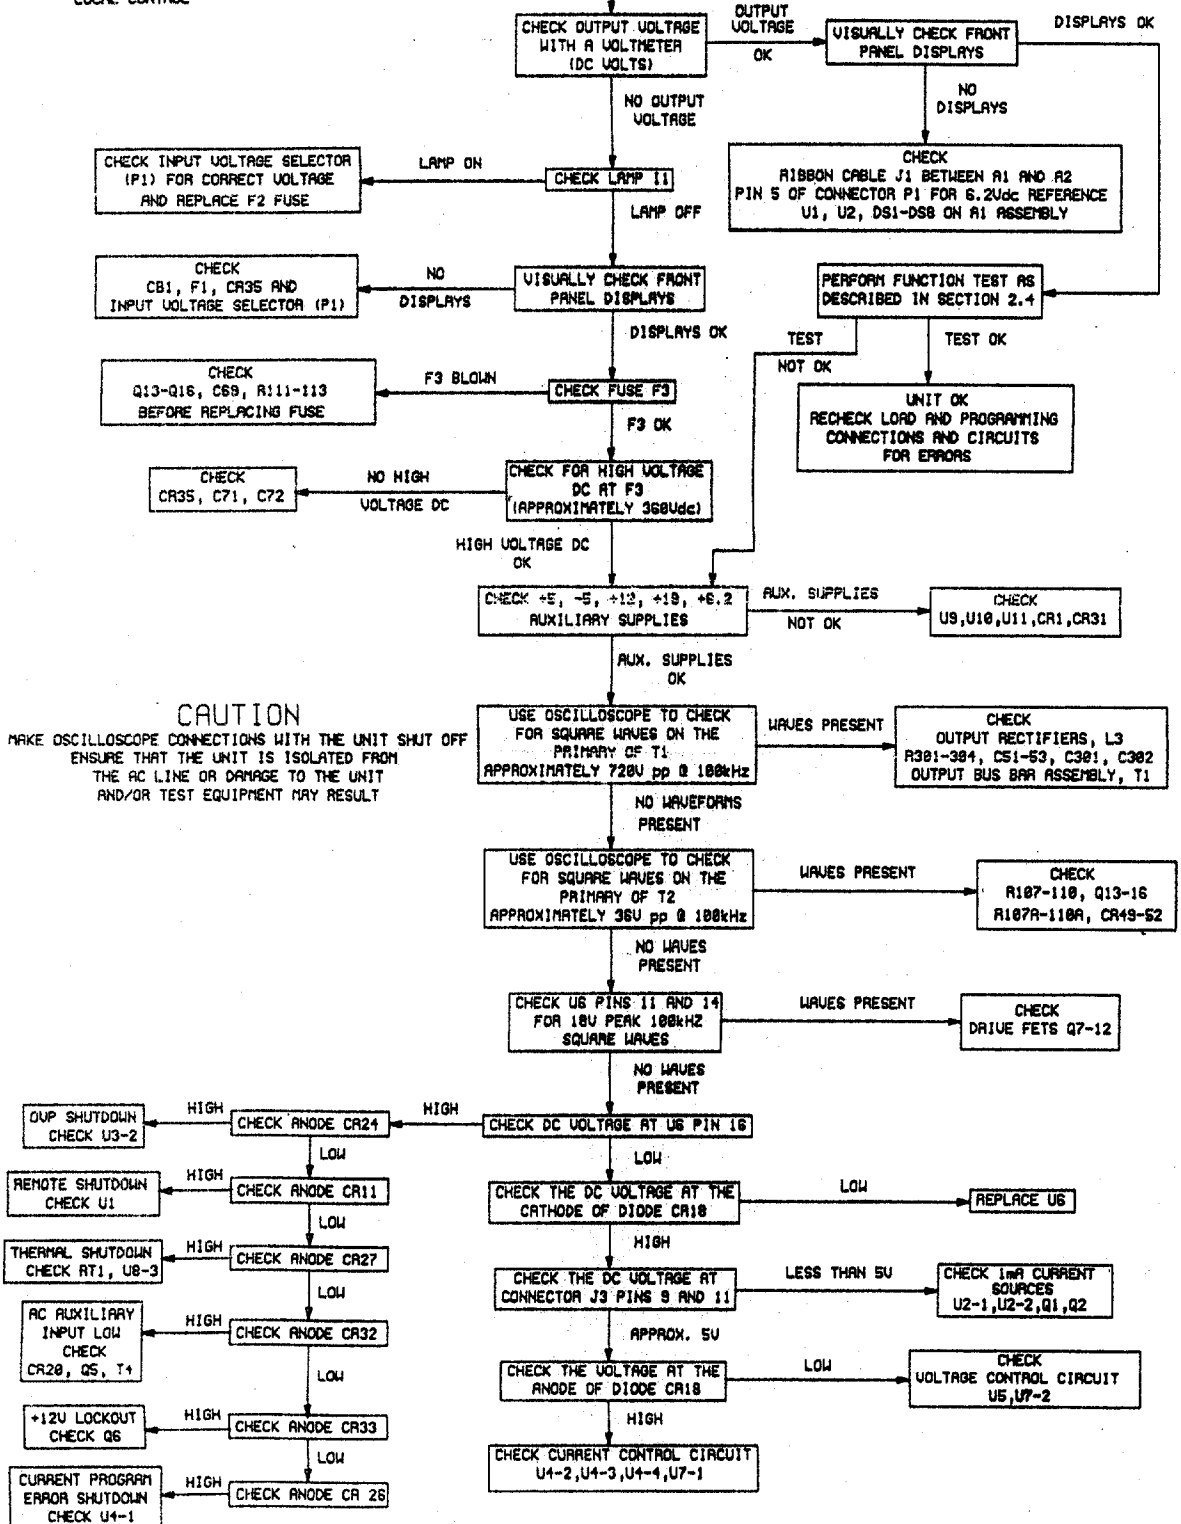 LOCAL CONTROL
CHECK OUTPUT VOLTAGE
WITH A VOLTMETER
(DC VOLTS)
OUTPUT
VOLTAGE
OK
VISUALLY CHECK FRONT
PANEL DISPLAYS
DISPLAYS OK
NO OUTPUT
VOLTAGE
NO
DISPLAYS
CHECK INPUT VOLTAGE SELECTOR
(P1) FOR CORRECT VOLTAGE
AND REPLACE F2 FUSE
LAMP ON
CHECK LAMP I1
CHECK
RIBBON CABLE J1 BETWEEN A1 AND A2
PIN 5 OF CONNECTOR P1 FOR 6.2Vdc REFERENCE
U1, U2, DS1-DS8 ON A1 ASSEMBLY
LAMP OFF
CHECK
CB1, F1, CR35 AND
INPUT VOLTAGE SELECTOR (P1)
NO
DISPLAYS
VISUALLY CHECK FRONT
PANEL DISPLAYS
PERFORM FUNCTION TEST AS
DESCRIBED IN SECTION 2.4
DISPLAYS OK
TEST
NOT OK
TEST OK
CHECK
Q13-Q16, C69, R111-113
BEFORE REPLACING FUSE
F3 BLOWN
CHECK FUSE F3
UNIT OK
RECHECK LOAD AND PROGRAMMING
CONNECTIONS AND CIRCUITS
FOR ERRORS
F3 OK
CHECK
CR35, C71, C72
NO HIGH
VOLTAGE DC
CHECK FOR HIGH VOLTAGE
DC AT F3
(APPROXIMATELY 360Vdc)
HIGH VOLTAGE DC
OK
CHECK +5, -5, +12, +18, +6.2
AUXILIARY SUPPLIES
AUX. SUPPLIES
NOT OK
CHECK
U9,U10,U11,CR1,CR31
AUX. SUPPLIES
OK
CAUTION
MAKE OSCILLOSCOPE CONNECTIONS WITH THE UNIT SHUT OFF
ENSURE THAT THE UNIT IS ISOLATED FROM
THE AC LINE OR DAMAGE TO THE UNIT
AND/OR TEST EQUIPMENT MAY RESULT
USE OSCILLOSCOPE TO CHECK
FOR SQUARE WAVES ON THE
PRIMARY OF T1
APPROXIMATELY 720V pp @ 100kHz
WAVES PRESENT
CHECK
OUTPUT RECTIFIERS, L3
R301-304, C51-53, C301, C302
OUTPUT BUS BAR ASSEMBLY, T1
NO WAVEFORMS
PRESENT
USE OSCILLOSCOPE TO CHECK
FOR SQUARE WAVES ON THE
PRIMARY OF T2
APPROXIMATELY 36V pp @ 100kHz
WAVES PRESENT
CHECK
R107-110, Q13-16
R107A-110A, CR49-52
NO WAVES
PRESENT
CHECK U6 PINS 11 AND 14
FOR 18V PEAK 100kHZ
SQUARE WAVES
WAVES PRESENT
CHECK
DRIVE FETS Q7-12
NO WAVES
PRESENT
OVP SHUTDOWN
CHECK U3-2
HIGH
CHECK ANODE CR24
HIGH
CHECK DC VOLTAGE AT U6 PIN 16
LOW
LOW
REMOTE SHUTDOWN
CHECK U1
HIGH
CHECK ANODE CR11
CHECK THE DC VOLTAGE AT THE
CATHODE OF DIODE CR18
LOW
REPLACE U6
LOW
HIGH
THERMAL SHUTDOWN
CHECK RT1, U8-3
HIGH
CHECK ANODE CR27
CHECK THE DC VOLTAGE AT
CONNECTOR J3 PINS 9 AND 11
LESS THAN 5V
CHECK 1mA CURRENT
SOURCES
U2-1,U2-2,Q1,Q2
LOW
APPROX. 5V
AC AUXILIARY
INPUT LOW
CHECK
CR20, Q5, T4
HIGH
CHECK ANODE CR32
CHECK THE VOLTAGE AT THE
ANODE OF DIODE CR18
LOW
CHECK
VOLTAGE CONTROL CIRCUIT
U5,U7-2
LOW
HIGH
+12V LOCKOUT
CHECK Q6
HIGH
CHECK ANODE CR33
CHECK CURRENT CONTROL CIRCUIT
U4-2,U4-3,U4-4,U7-1
LOW
CURRENT PROGRAM
ERROR SHUTDOWN
CHECK U4-1
HIGH
CHECK ANODE CR 26